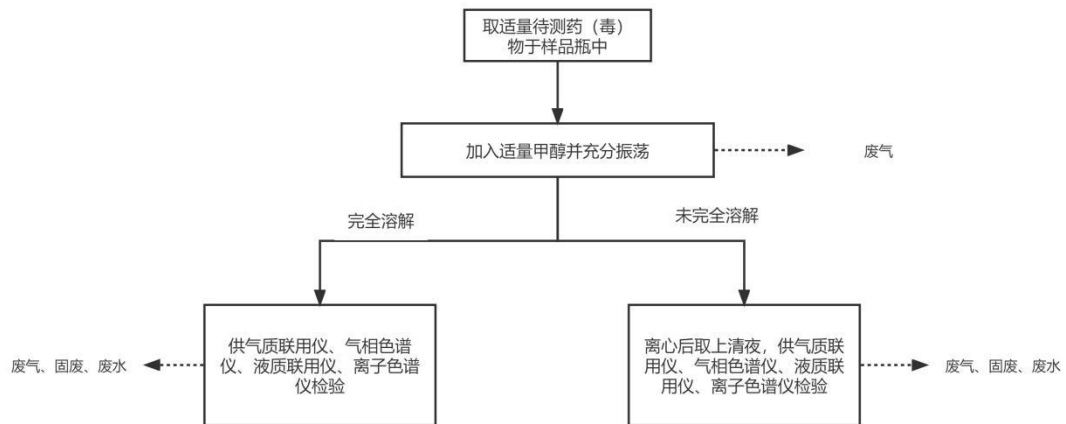 取适量待测药（毒）
物于样品瓶中
加入适量甲醇并充分振荡
废气
完全溶解
未完全溶解
废气、固废、废水
供气质联用仪、气相色谱
仪、液质联用仪、离子色谱
仪检验
离心后取上清夜，供气质联
用仪、气相色谱仪、液质联
用仪、离子色谱仪检验
废气、固废、废水